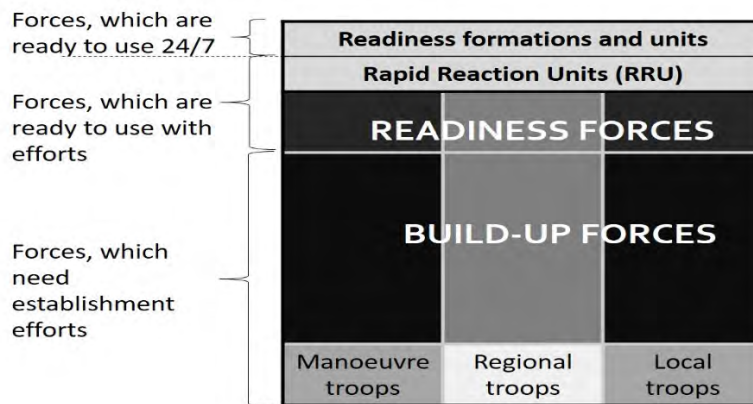 Forces, which are
ready to use 24/7
Readiness formations and units
Rapid Reaction Units (RRU)
Forces, which are
ready to use with
efforts
READINESS FORCES
BUILD-UP FORCES
Forces, which
need
establishment
efforts
Manoeuvre
troops
Regional
troops
Local
troops